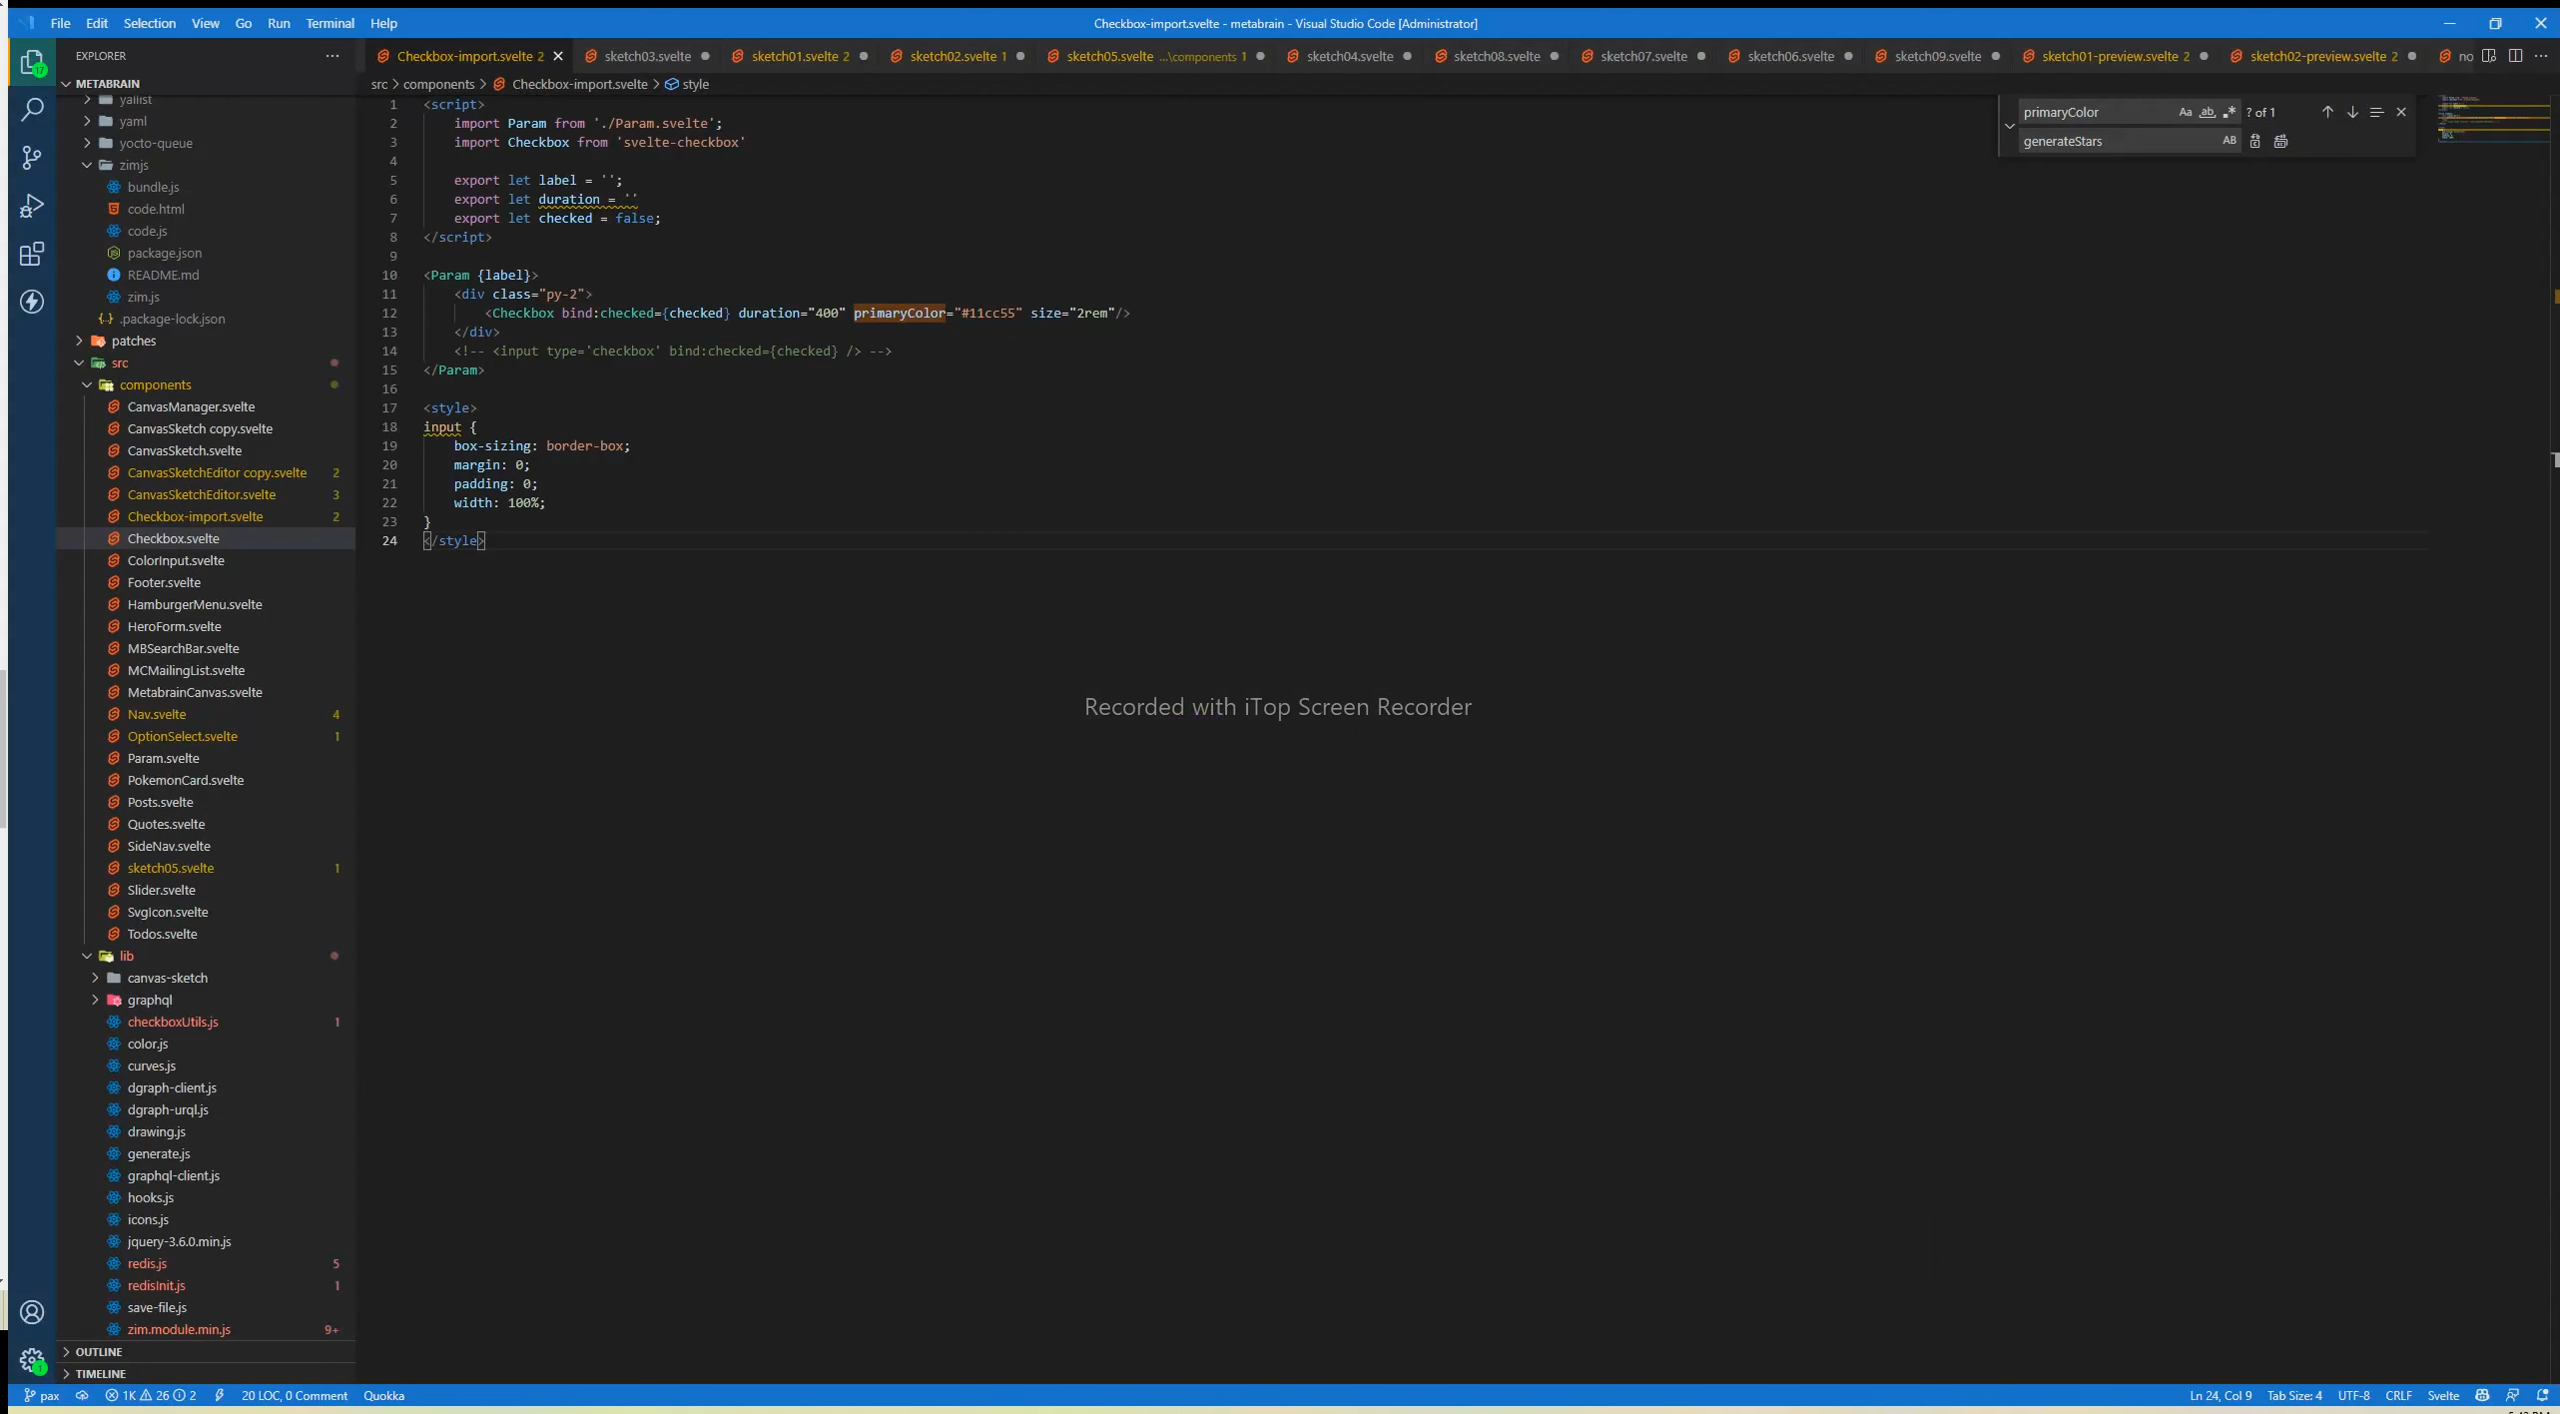 File Edit Selection View Go Run Terminal Help
Checkbox-import.svelte - metabrain - Visual Studio Code [Administrator]
EXPLORER
METABRAIN
yallist
yaml
yocto-queue
zimjs
bundle.js
code.html
code.js
package.json
README.md
zim.js
.package-lock.json
patches
src
components
CanvasManager.svelte
CanvasSketch copy.svelte
CanvasSketch.svelte
CanvasSketchEditor copy.svelte 2
CanvasSketchEditor.svelte 3
Checkbox-import.svelte 2
Checkbox.svelte
ColorInput.svelte
Footer.svelte
HamburgerMenu.svelte
HeroForm.svelte
MBSearchBar.svelte
MCMailingList.svelte
MetabrainCanvas.svelte
Nav.svelte 4
OptionSelect.svelte 1
Param.svelte
PokemonCard.svelte
Posts.svelte
Quotes.svelte
SideNav.svelte
sketch05.svelte 1
Slider.svelte
SvgIcon.svelte
Todos.svelte
lib
canvas-sketch
graphql
checkboxUtils.js 1
color.js
curves.js
dgraph-client.js
dgraph-urql.js
drawing.js
generate.js
graphql-client.js
hooks.js
icons.js
jquery-3.6.0.min.js
redis.js 5
redisInit.js 1
save-file.js
zim.module.min.js 9+
OUTLINE
TIMELINE
Checkbox-import.svelte 2 sketch03.svelte sketch01.svelte 2 sketch02.svelte 1 sketch05.svelte ...\components 1 sketch04.svelte sketch08.svelte sketch07.svelte sketch06.svelte sketch09.svelte sketch01-preview.svelte 2 sketch02-preview.svelte 2 no
src > components > Checkbox-import.svelte > style
primaryColor Aa ab .* ? of 1
generateStars AB
1 <script>
2 import Param from './Param.svelte';
3 import Checkbox from 'svelte-checkbox'
4
5 export let label = '';
6 export let duration = ''
7 export let checked = false;
8 </script>
9
10 <Param {label}>
11 <div class="py-2">
12 <Checkbox bind:checked={checked} duration="400" primaryColor="#11cc55" size="2rem"/>
13 </div>
14 <!-- <input type='checkbox' bind:checked={checked} /> -->
15 </Param>
16
17 <style>
18 input {
19 box-sizing: border-box;
20 margin: 0;
21 padding: 0;
22 width: 100%;
23 }
24 </style>
Recorded with iTop Screen Recorder
17
1
pax 1K 26 2 20 LOC, 0 Comment Quokka
Ln 24, Col 9 Tab Size: 4 UTF-8 CRLF Svelte